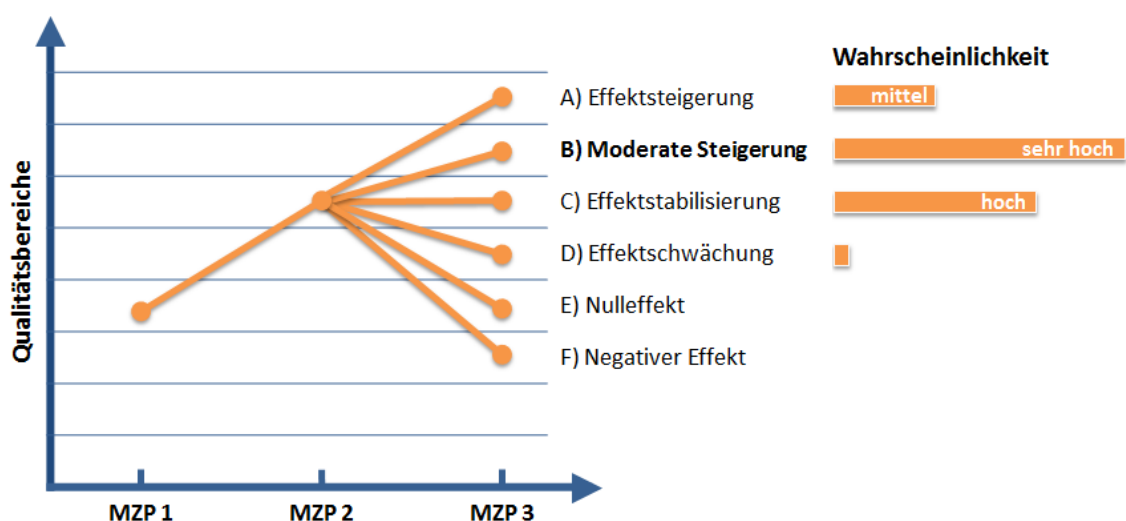 Wahrscheinlichkeit
A) Effektsteigerung
mittel
B) Moderate Steigerung
sehr hoch
C) Effektstabilisierung
hoch
D) Effektschwächung
E) Nulleffekt
F) Negativer Effekt
Qualitätsbereiche
MZP 1
MZP 2
MZP 3